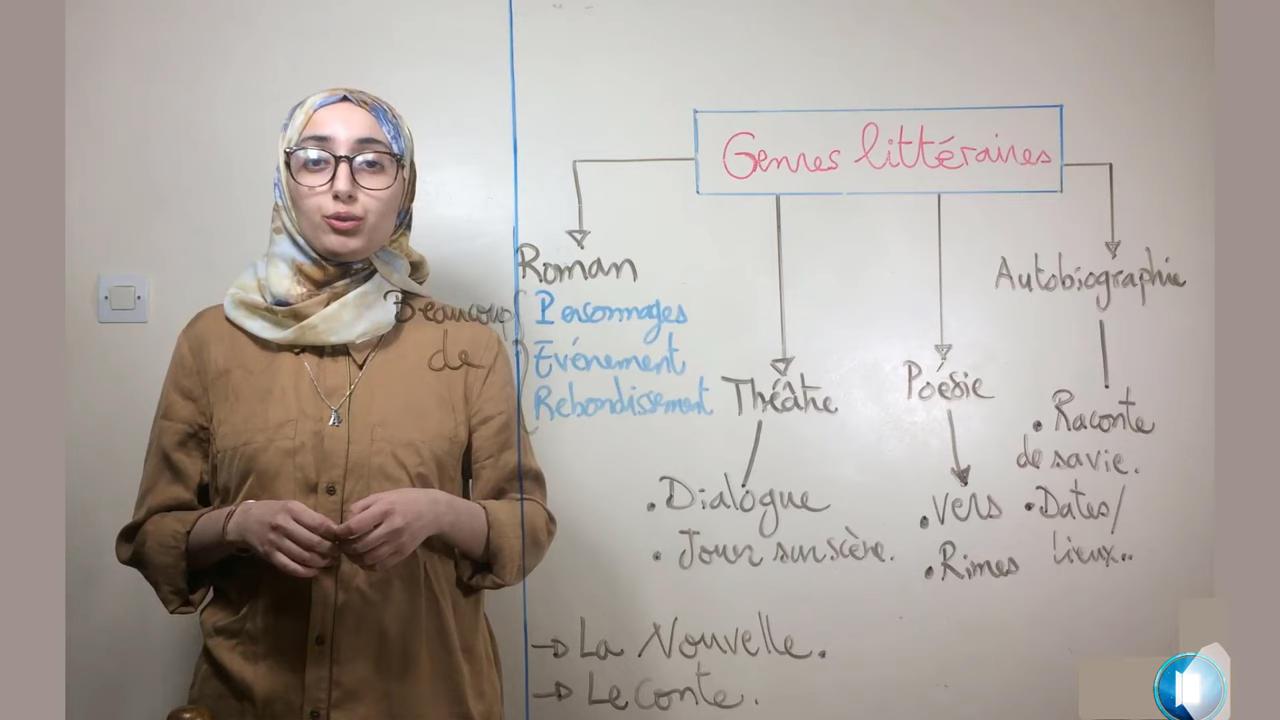 Genres littéraires
Roman
Beaucoup
de
Personnages
Evénement
Rebondissement
Théâtre
. Dialogue
. Jouer sur scène.
Poésie
. vers
. Rimes
Autobiographie
. Raconte
de sa vie.
. Dates/
lieux..
→ La Nouvelle.
→ Le conte.